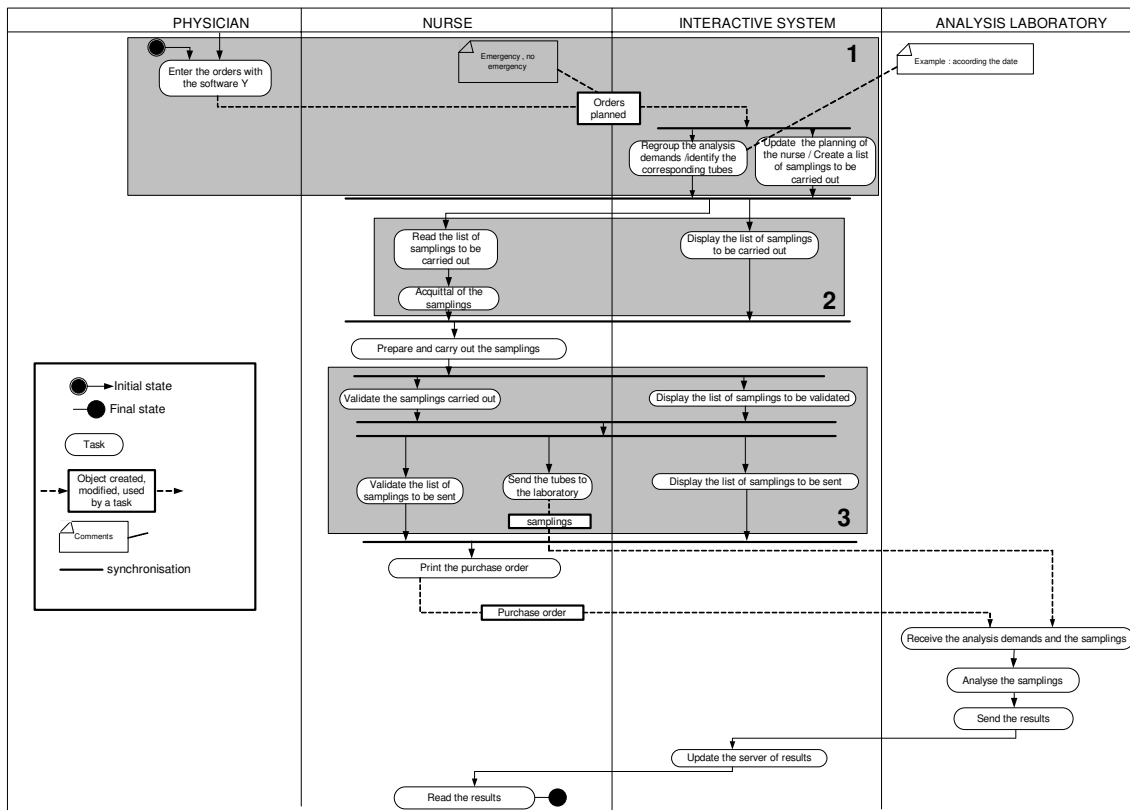 PHYSICIAN
NURSE
INTERACTIVE SYSTEM
ANALYSIS LABORATORY
1
Enter the orders with
the software Y
Emergency , no
emergency
Example : acoording the date
Orders
planned
Regroup the analysis
demands /identify the
corresponding tubes
Update the planning of
the nurse / Create a list
of samplings to be
carried out
Read the list of
samplings to be
carried out
Display the list of samplings
to be carried out
Acquittal of the
samplings
2
Prepare and carry out the samplings
Validate the samplings carried out
Display the list of samplings to be validated
Validate the list of
samplings to be sent
Send the tubes to
the laboratory
Display the list of samplings to be sent
samplings
3
Print the purchase order
Purchase order
Receive the analysis demands and the samplings
Analyse the samplings
Send the results
Update the server of results
Read the results
Initial state
Final state
Task
Object created,
modified, used
by a task
Comments
synchronisation